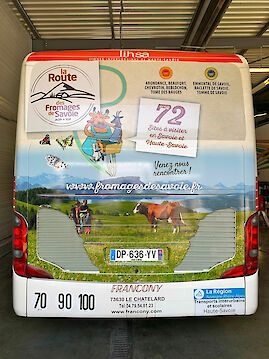 lihsa
la Route
des
Fromages
de Savoie
ABONDANCE, BEAUFORT,
CHEVROTIN, REBLOCHON,
TOME DES BAUGES
EMMENTAL DE SAVOIE,
RACLETTE DE SAVOIE,
TOMME DE SAVOIE
72
Sites à visiter
en Savoie et
Haute-Savoie
Venez nous
rencontrer !
www.fromagesdesavoie.fr
DP-636-YV
FRANCONY
70 90 100
73630 LE CHATELARD
Tél 04.79.54.81.23
www.francony.com
La Région
Auvergne-Rhône-Alpes
Transports interurbains
et scolaires
Haute-Savoie